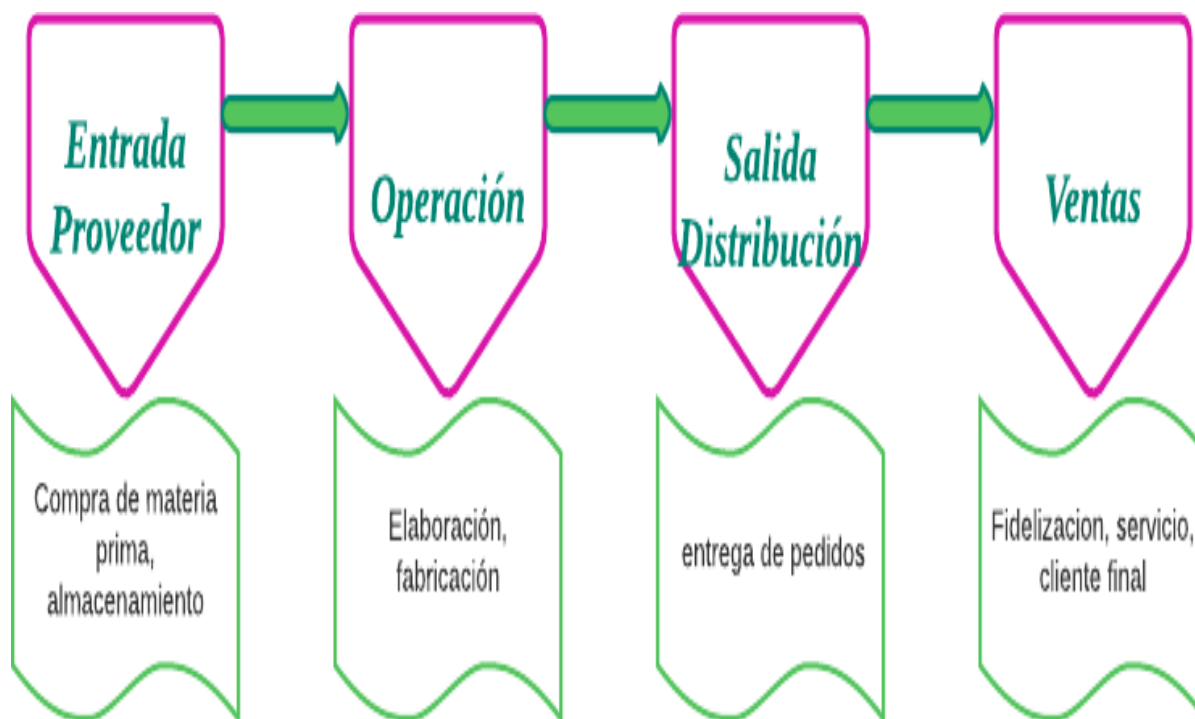 Entrada
Proveedor
Operación
Salida
Distribución
Ventas
Compra de materia
prima,
almacenamiento
Elaboración,
fabricación
entrega de pedidos
Fidelizacion, servicio,
cliente final